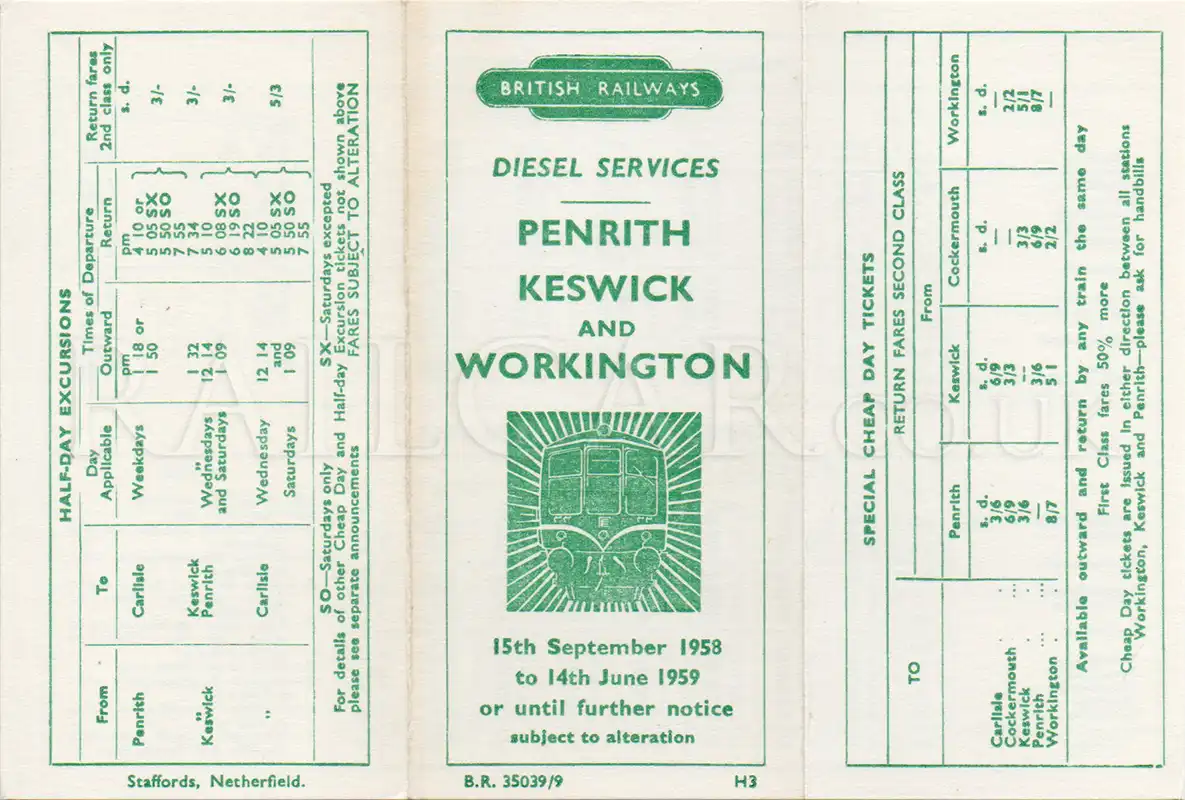 HALF-DAY EXCURSIONS
From To Day Applicable Times of Departure Return fares
Outward Return 2nd class only
pm pm s. d.
Penrith Carlisle Weekdays 1 18 or 4 10 or
1 50 5 05 SX 3/-
5 50 SO
7 55
" Keswick " 1 32 7 34 3/-
Keswick Penrith Wednesdays 12 14 5 10
and Saturdays 1 09 6 08 SX 3/-
6 19 SO
8 22
" Carlisle Wednesday 12 14 4 10
and 5 05 SX 5/3
Saturdays 1 09 5 50 SO
7 55
SO—Saturdays only SX—Saturdays excepted
For details of other Cheap Day and Half-day Excursion tickets not shown above
please see separate announcements FARES SUBJECT TO ALTERATION
Staffords, Netherfield.
BRITISH RAILWAYS
DIESEL SERVICES
PENRITH
KESWICK
AND
WORKINGTON
15th September 1958
to 14th June 1959
or until further notice
subject to alteration
B.R. 35039/9 H3
SPECIAL CHEAP DAY TICKETS
RETURN FARES SECOND CLASS
TO From
Penrith Keswick Cockermouth Workington
s. d. s. d. s. d. s. d.
Carlisle 3/6 6/9 — —
Cockermouth 6/9 3/3 — 2/2
Keswick 3/6 — 3/3 5/1
Penrith — 3/6 6/9 8/7
Workington 8/7 5 1 2/2 —
Available outward and return by any train the same day
First Class fares 50% more
Cheap Day tickets are issued in either direction between all stations
Workington, Keswick and Penrith—please ask for handbills
RAILCAR.co.uk